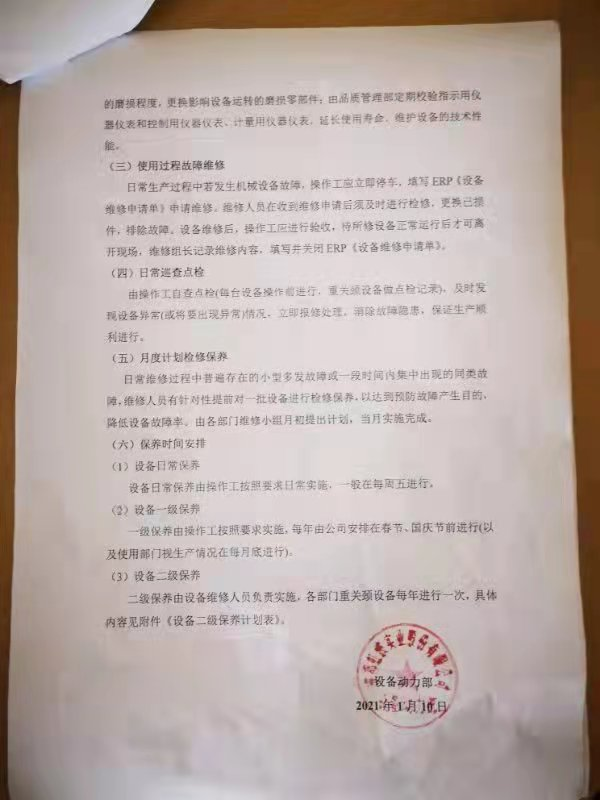 的磨损程度，更换影响设备运转的磨损零部件；由品质管理部定期校验指示用仪
器仪表和控制用仪器仪表、计量用仪器仪表，延长使用寿命，维护设备的技术性
能。
（三）使用过程故障维修
日常生产过程中若发生机械设备故障，操作工应立即停车，填写 ERP《设备
维修申请单》申请维修。维修人员在收到维修申请后须及时进行检修，更换已损
件，排除故障。设备维修后，操作工应进行验收，待所修设备正常运行后才可离
开现场，维修组长记录维修内容，填写并关闭 ERP《设备维修申请单》。
（四）日常巡查点检
由操作工自查点检(每台设备操作前进行，重关颈设备做点检记录)，及时发
现设备异常(或将要出现异常)情况，立即报修处理，消除故障隐患，保证生产顺
利进行。
（五）月度计划检修保养
日常维修过程中普遍存在的小型多发故障或一段时间内集中出现的同类故
障,维修人员有针对性提前对一批设备进行检修保养,以达到预防故障产生目的,
降低设备故障率。由各部门维修小组月初提出计划，当月实施完成。
（六）保养时间安排
（1）设备日常保养
设备日常保养由操作工按照要求日常实施，一般在每周五进行。
（2）设备一级保养
一级保养由操作工按照要求实施,每年由公司安排在春节、国庆节前进行(以
及使用部门视生产情况在每月底进行)。
（3）设备二级保养
二级保养由设备维修人员负责实施，各部门重关颈设备每年进行一次，具体
内容见附件《设备二级保养计划表》。
实业股份有限公司
设备动力部
2021 年 1 月 10 日